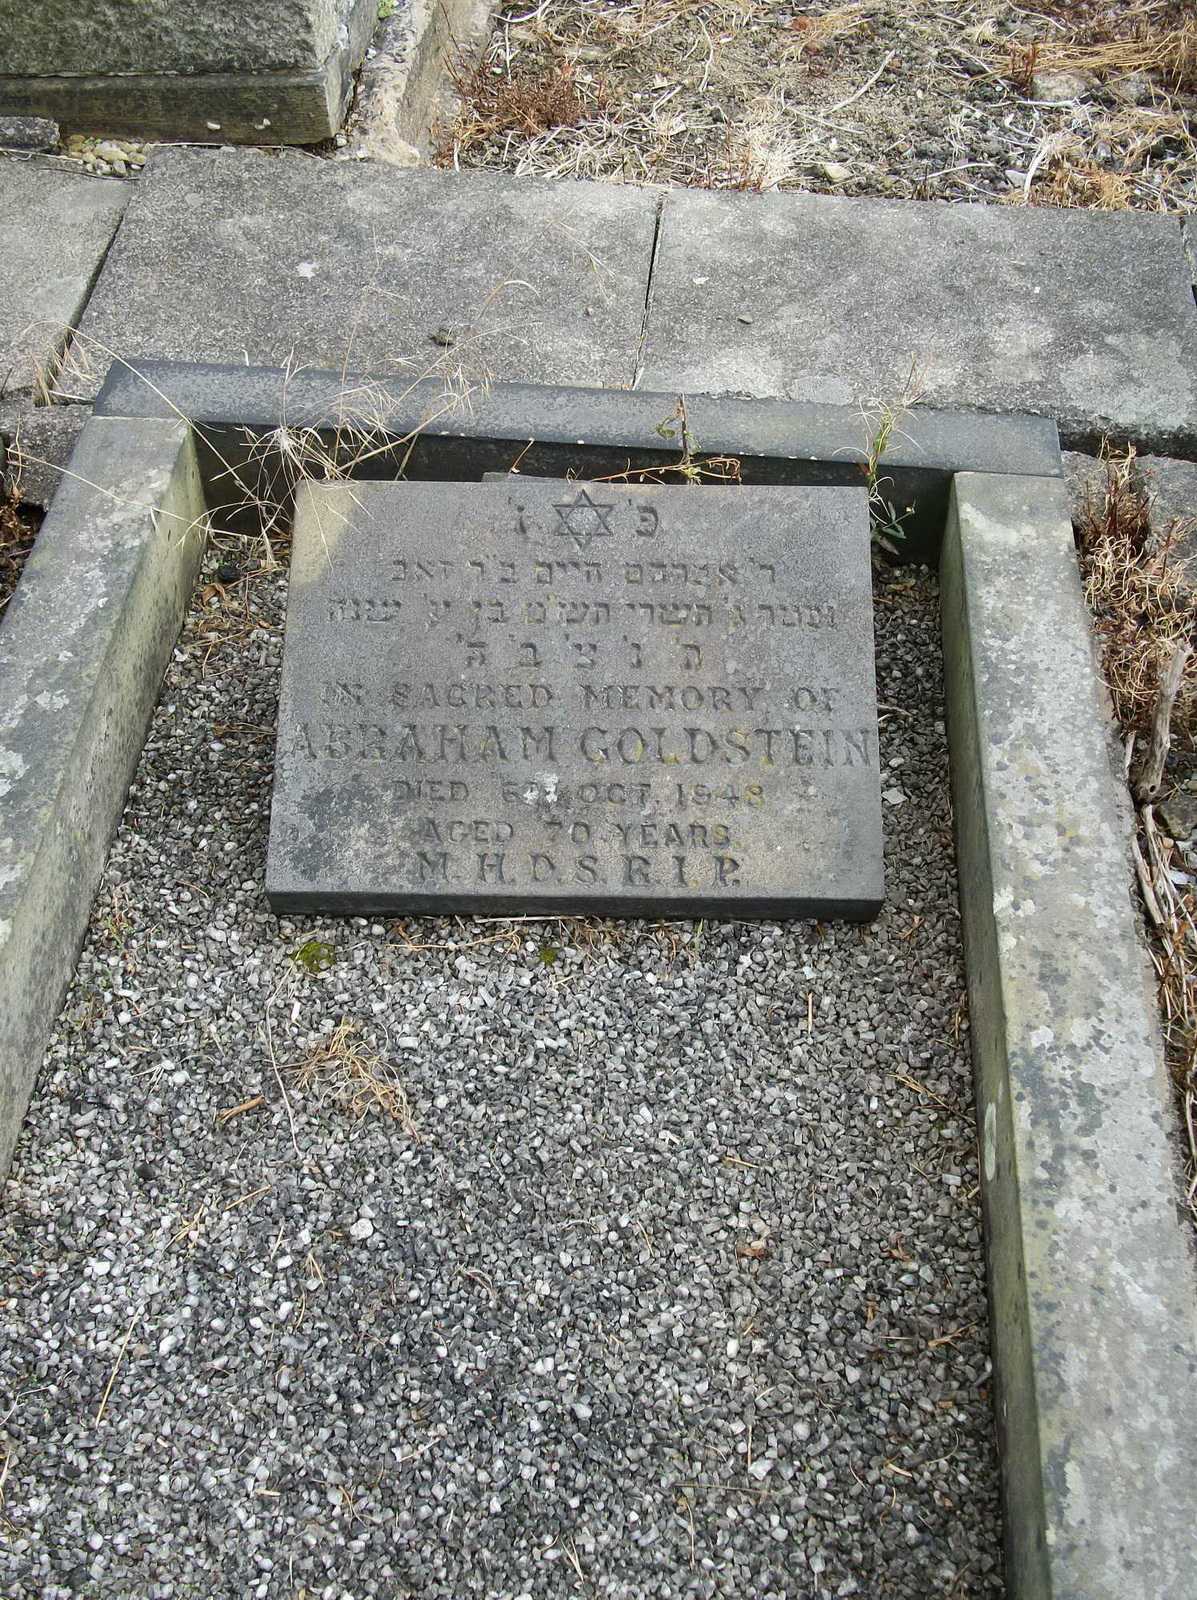 פ' נ'
ר' אברהם חיים ב"ר זאב
נפטר ג' תשרי תש"ט בן ע' שנה
ת' נ' צ' ב' ה'
IN SACRED MEMORY OF
ABRAHAM GOLDSTEIN
DIED 6TH OCT. 1948
AGED 70 YEARS
M.H.D.S.R.I.P.